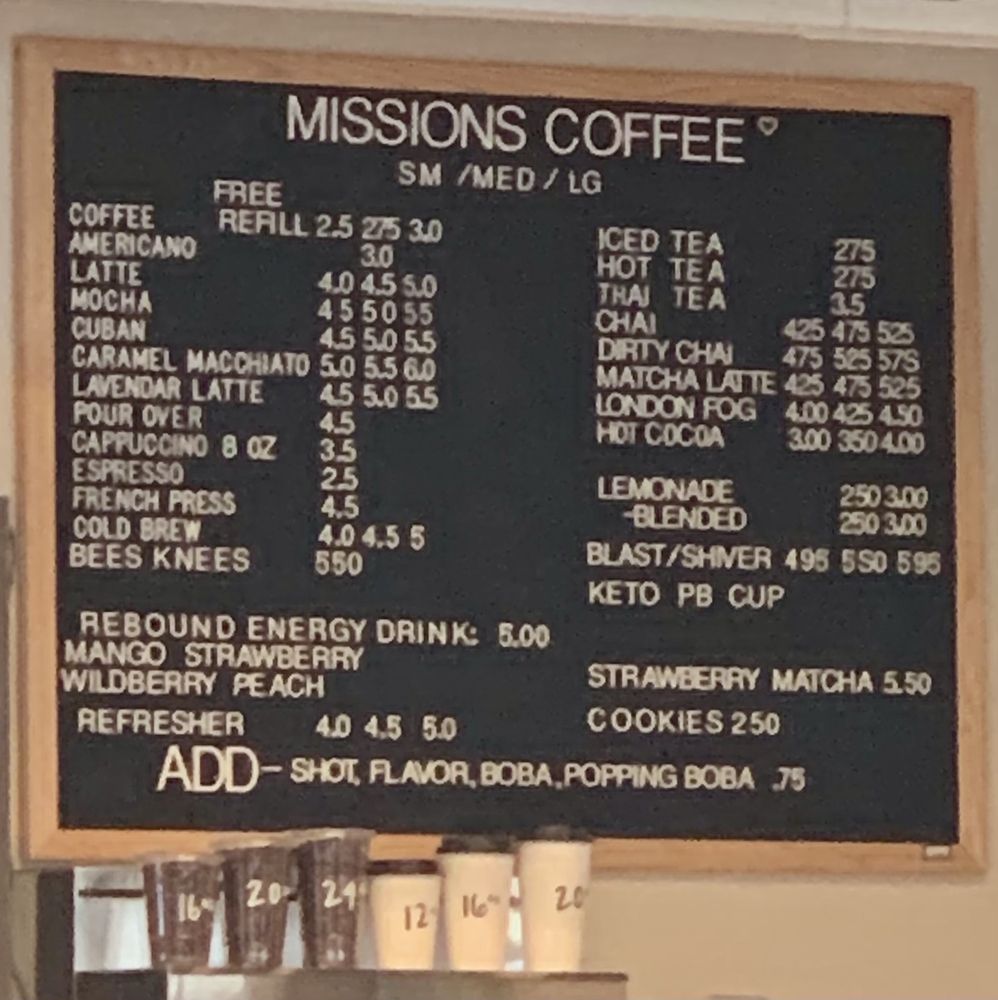 MISSIONS COFFEE
SM /MED / LG
FREE
COFFEE REFILL 2.5 275 3.0
AMERICANO 3.0
LATTE 4.0 4.5 5.0
MOCHA 4 5 5 0 5 5
CUBAN 4.5 5.0 5.5
CARAMEL MACCHIATO 5.0 5.5 6.0
LAVENDAR LATTE 4.5 5.0 5.5
POUR OVER 4.5
CAPPUCCINO 8 OZ 3.5
ESPRESSO 2.5
FRENCH PRESS 4.5
COLD BREW 4.0 4.5 5
BEES KNEES 550
REBOUND ENERGY DRINK: 5.00
MANGO STRAWBERRY
WILDBERRY PEACH
REFRESHER 4.0 4.5 5.0
ICED TEA 275
HOT TEA 275
THAI TEA 3.5
CHAI 425 475 525
DIRTY CHAI 475 525 57S
MATCHA LATTE 425 475 525
LONDON FOG 4.00 425 4.50
HOT COCOA 3.00 350 4.00
LEMONADE 250 3.00
-BLENDED 250 3.00
BLAST/SHIVER 495 5S0 595
KETO PB CUP
STRAWBERRY MATCHA 5.50
COOKIES 250
ADD- SHOT, FLAVOR, BOBA, POPPING BOBA .75
16 20 24 12 16 20